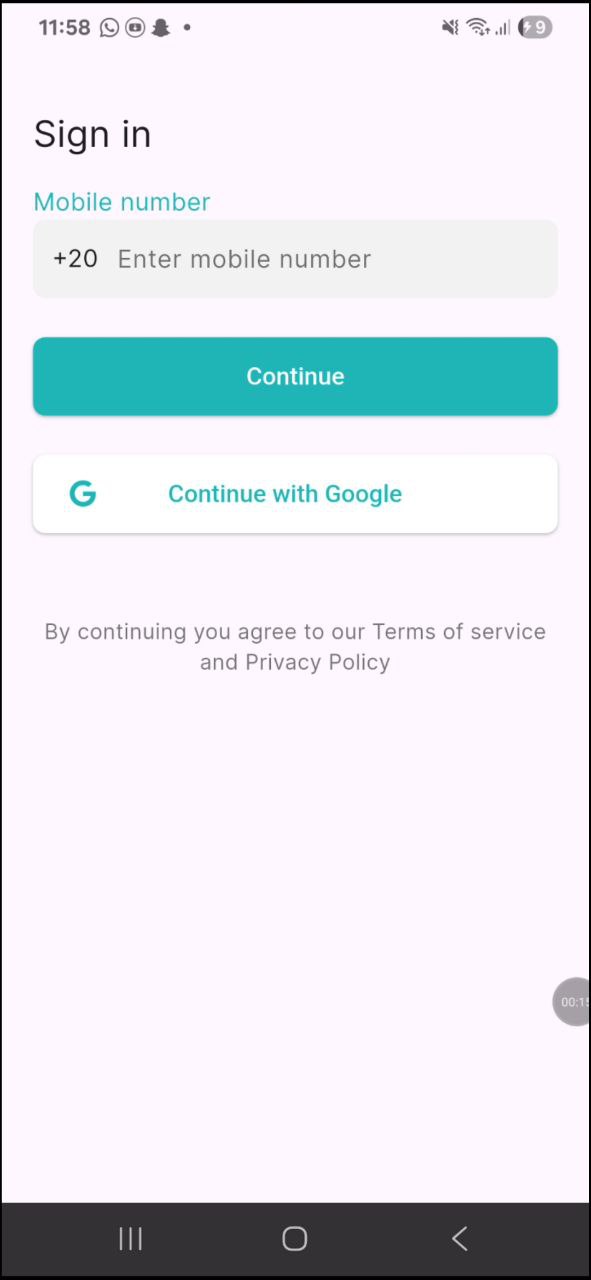 11:58
9
Sign in
Mobile number
+20 Enter mobile number
Continue
G Continue with Google
By continuing you agree to our Terms of service
and Privacy Policy
00:15